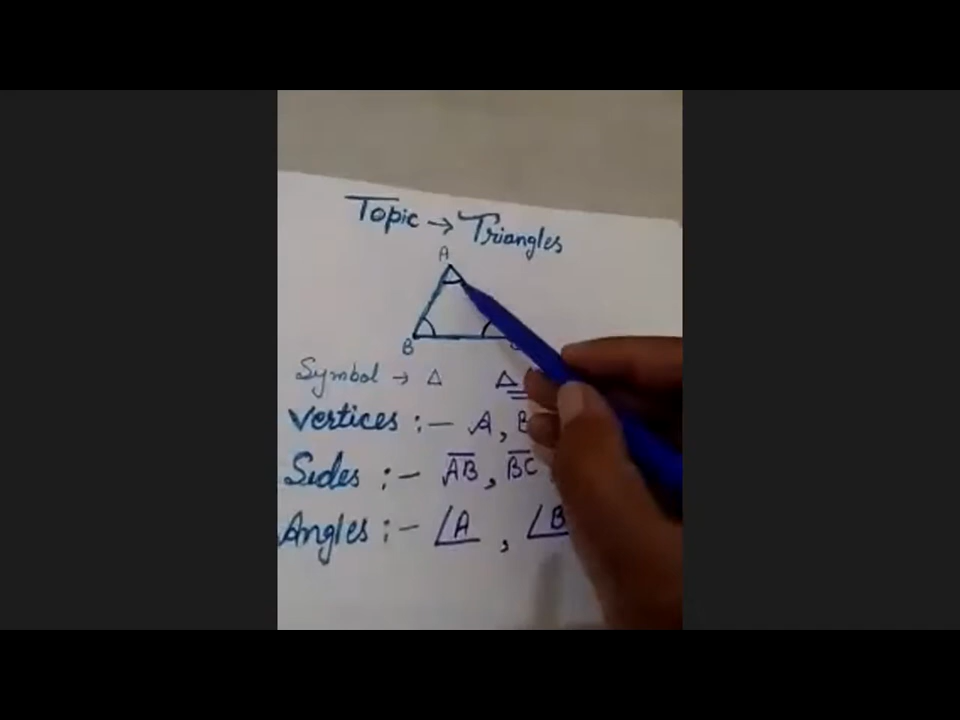 Topic → Triangles
A
B
Symbol → △ △
Vertices :- A, B
Sides :- AB, BC
Angles :- ∠A, ∠B